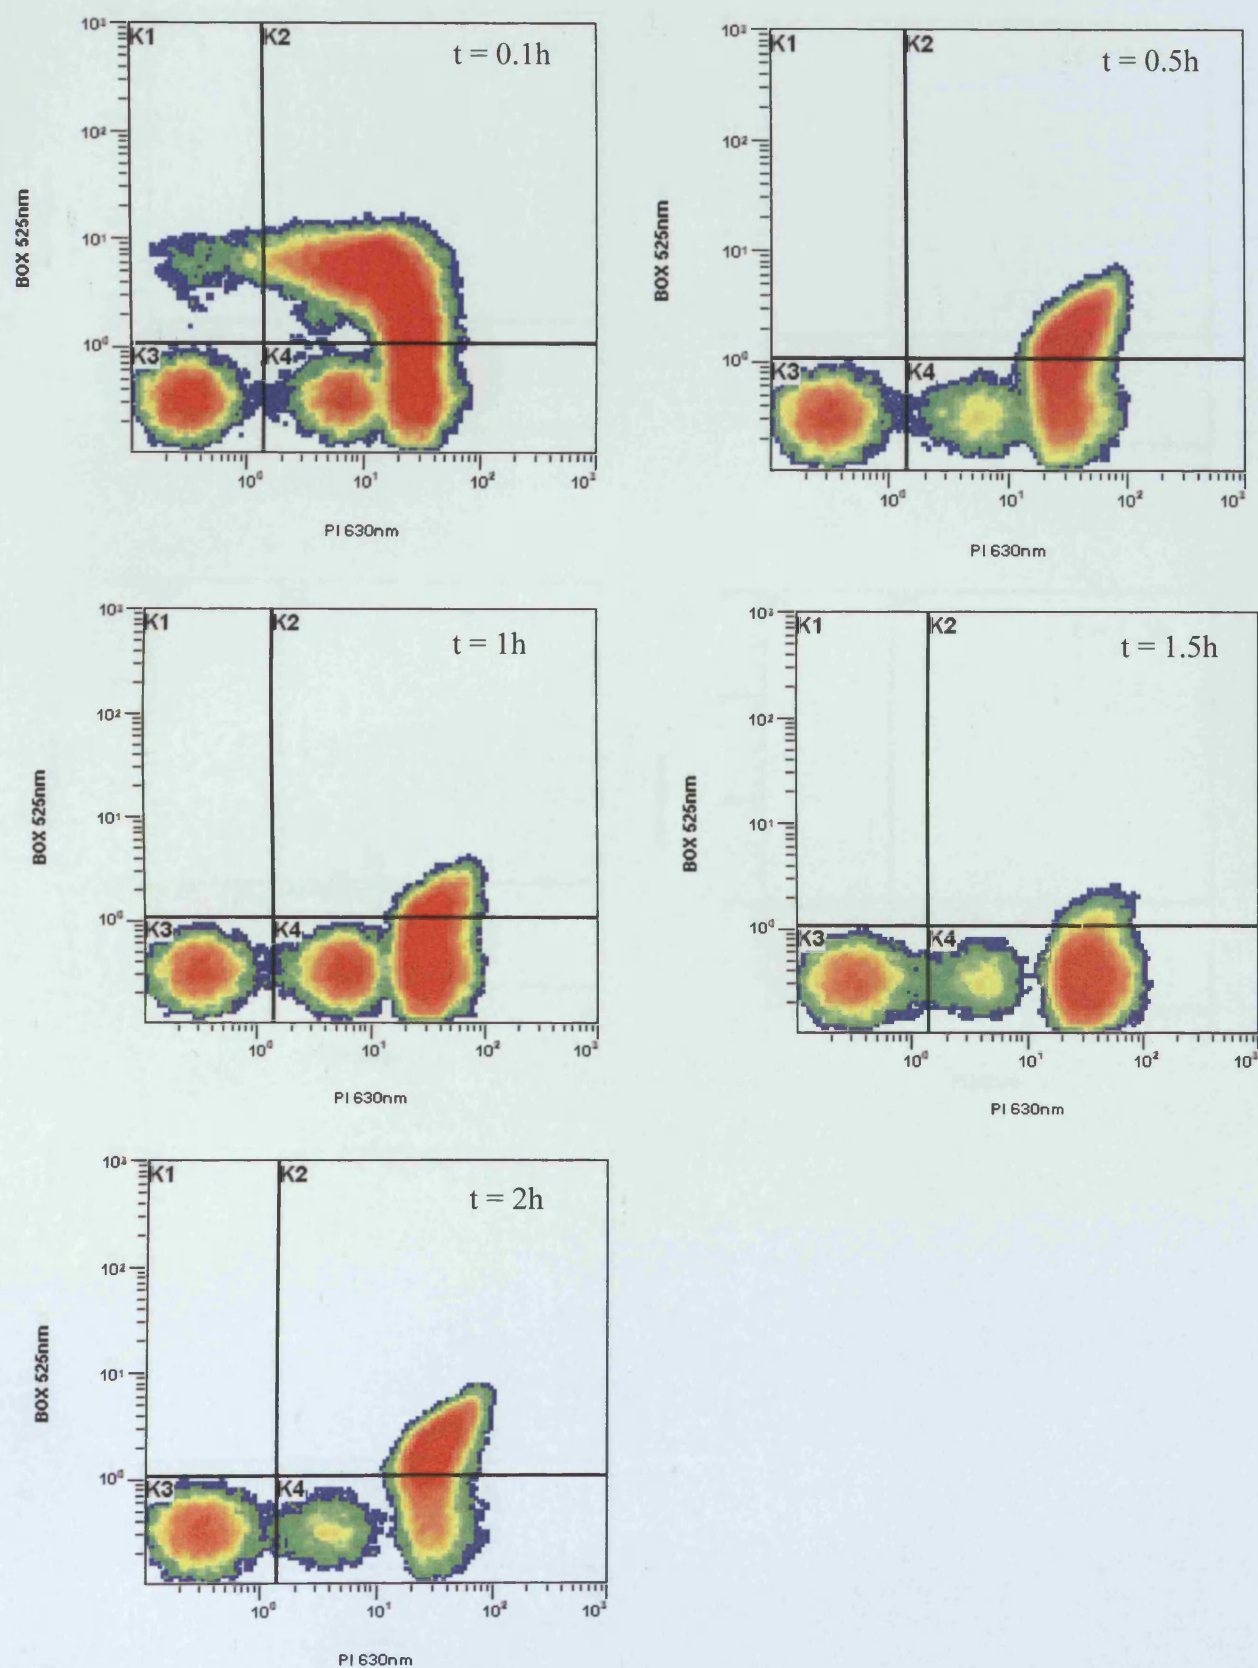 10³
K1
K2
t = 0.1h
10²
10¹
10⁰
K3
K4
10⁰
10¹
10²
10³
BOX 525nm
PI 630nm
10³
K1
K2
t = 0.5h
10²
10¹
10⁰
K3
K4
10⁰
10¹
10²
10³
BOX 525nm
PI 630nm
10³
K1
K2
t = 1h
10²
10¹
10⁰
K3
K4
10⁰
10¹
10²
10³
BOX 525nm
PI 630nm
10³
K1
K2
t = 1.5h
10²
10¹
10⁰
K3
K4
10⁰
10¹
10²
10³
BOX 525nm
PI 630nm
10³
K1
K2
t = 2h
10²
10¹
10⁰
K3
K4
10⁰
10¹
10²
10³
BOX 525nm
PI 630nm